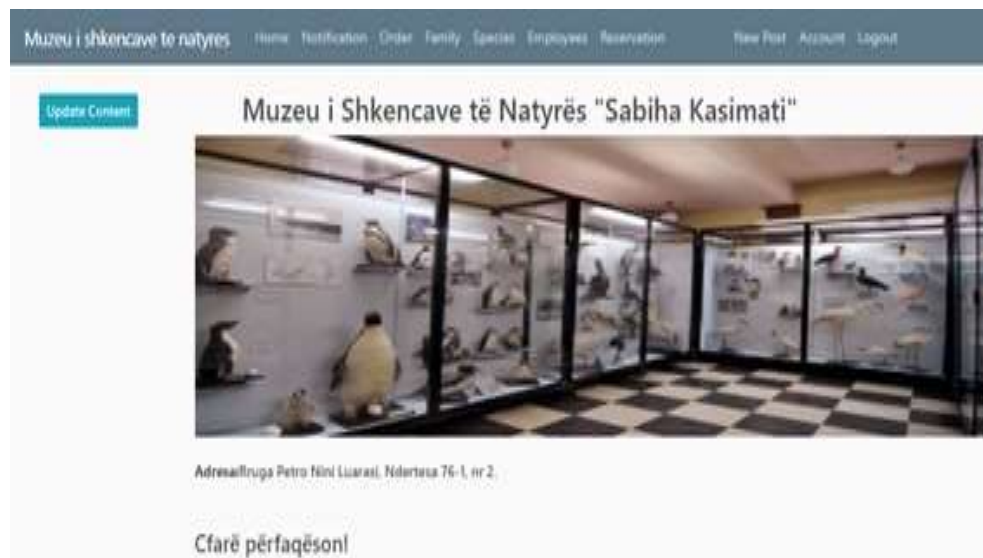 Muzeu i shkencave te natyres Home Notification Order Family Species Employees Reservation New Post Account Logout
Update Content
Muzeu i Shkencave të Natyrës "Sabiha Kasimati"
Adresa:Rruga Petro Nini Luarasi, Ndertesa 76-1, nr 2.
Cfarë përfaqëson!